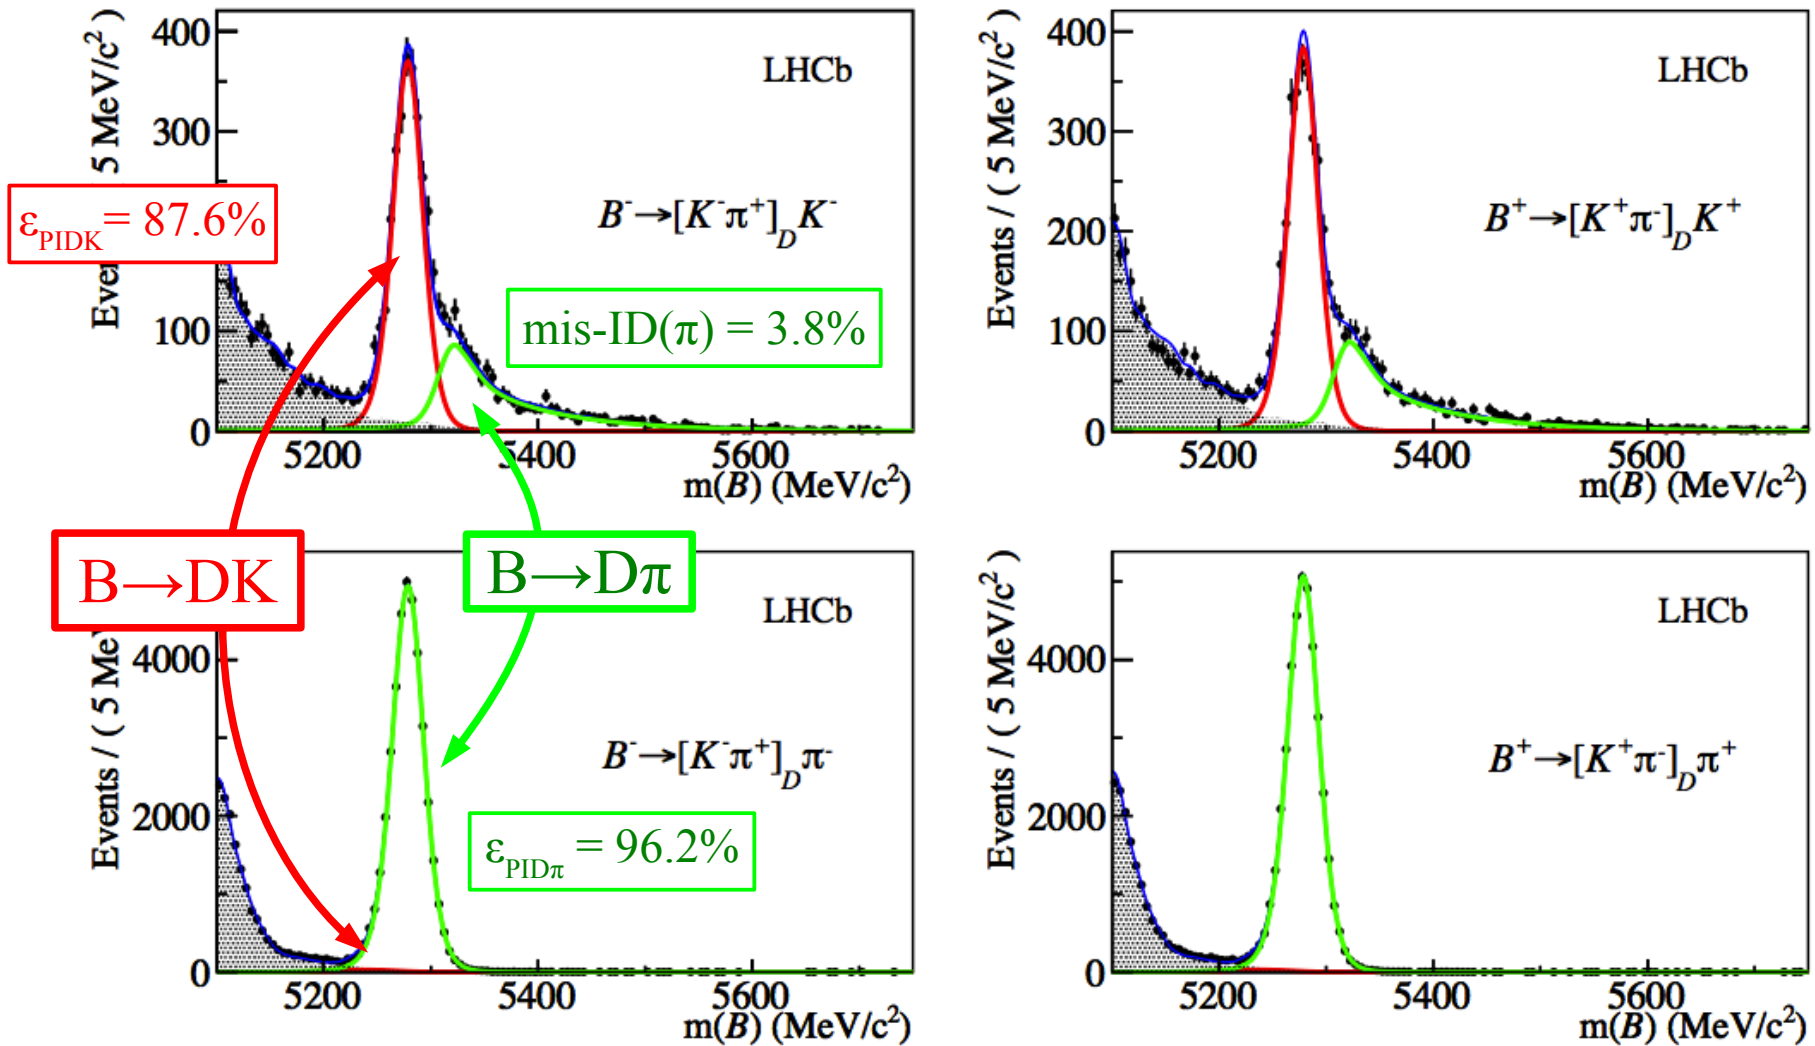 400
300
100
0
5 MeV/c²)
Events / (
LHCb
B⁻→[K⁻π⁺]_D K⁻
ε_PIDK = 87.6%
mis-ID(π) = 3.8%
5200
5400
5600
m(B) (MeV/c²)
400
300
200
100
0
Events / ( 5 MeV/c²)
LHCb
B⁺→[K⁺π⁻]_D K⁺
5200
5400
5600
m(B) (MeV/c²)
B→DK
B→Dπ
4000
2000
0
Events / ( 5 MeV
LHCb
B⁻→[K⁻π⁺]_D π⁻
ε_PIDπ = 96.2%
5200
5400
5600
m(B) (MeV/c²)
4000
2000
0
Events / ( 5 MeV/c²)
LHCb
B⁺→[K⁺π⁻]_D π⁺
5200
5400
5600
m(B) (MeV/c²)